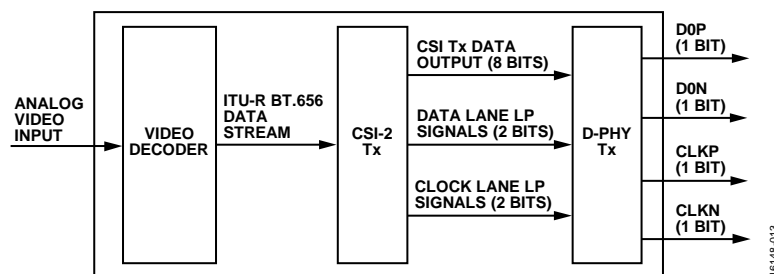 ANALOG
VIDEO
INPUT
VIDEO
DECODER
ITU-R BT.656
DATA
STREAM
CSI-2
Tx
CSI Tx DATA
OUTPUT (8 BITS)
DATA LANE LP
SIGNALS (2 BITS)
CLOCK LANE LP
SIGNALS (2 BITS)
D-PHY
Tx
D0P
(1 BIT)
D0N
(1 BIT)
CLKP
(1 BIT)
CLKN
(1 BIT)
16148-013